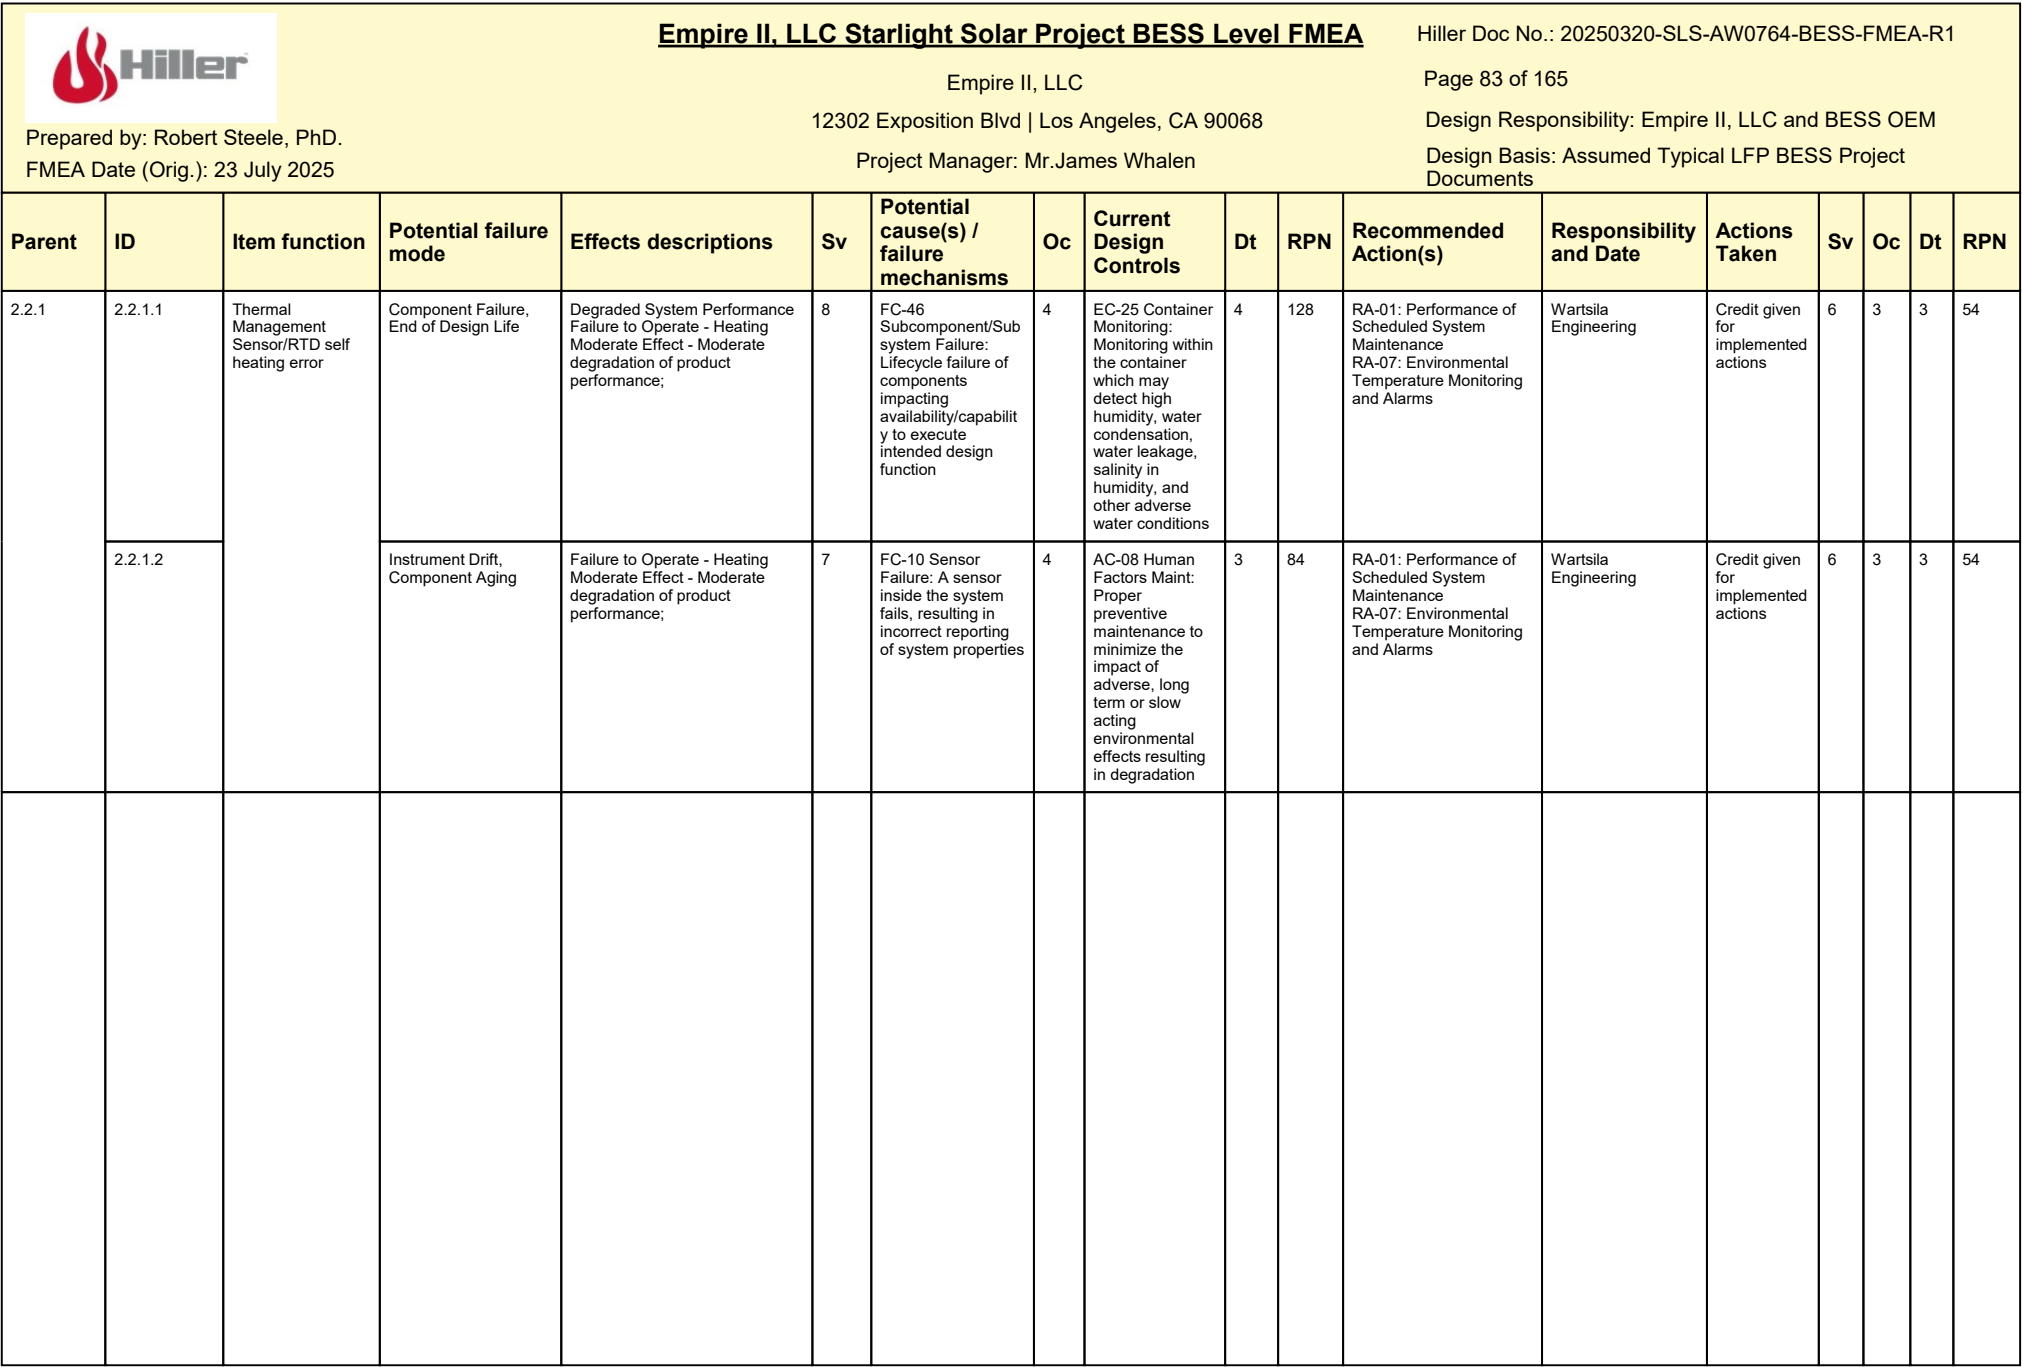 Hiller
Prepared by: Robert Steele, PhD.
FMEA Date (Orig.): 23 July 2025
Empire II, LLC Starlight Solar Project BESS Level FMEA
Empire II, LLC
12302 Exposition Blvd | Los Angeles, CA 90068
Project Manager: Mr.James Whalen
Hiller Doc No.: 20250320-SLS-AW0764-BESS-FMEA-R1
Page 83 of 165
Design Responsibility: Empire II, LLC and BESS OEM
Design Basis: Assumed Typical LFP BESS Project
Documents
Parent
ID
Item function
Potential failure
mode
Effects descriptions
Sv
Potential
cause(s) /
failure
mechanisms
Oc
Current
Design
Controls
Dt
RPN
Recommended
Action(s)
Responsibility
and Date
Actions
Taken
Sv
Oc
Dt
RPN
2.2.1
2.2.1.1
Thermal
Management
Sensor/RTD self
heating error
Component Failure,
End of Design Life
Degraded System Performance
Failure to Operate - Heating
Moderate Effect - Moderate
degradation of product
performance;
8
FC-46
Subcomponent/Sub
system Failure:
Lifecycle failure of
components
impacting
availability/capabilit
y to execute
intended design
function
4
EC-25 Container
Monitoring:
Monitoring within
the container
which may
detect high
humidity, water
condensation,
water leakage,
salinity in
humidity, and
other adverse
water conditions
4
128
RA-01: Performance of
Scheduled System
Maintenance
RA-07: Environmental
Temperature Monitoring
and Alarms
Wartsila
Engineering
Credit given
for
implemented
actions
6
3
3
54
2.2.1.2
Instrument Drift,
Component Aging
Failure to Operate - Heating
Moderate Effect - Moderate
degradation of product
performance;
7
FC-10 Sensor
Failure: A sensor
inside the system
fails, resulting in
incorrect reporting
of system properties
4
AC-08 Human
Factors Maint:
Proper
preventive
maintenance to
minimize the
impact of
adverse, long
term or slow
acting
environmental
effects resulting
in degradation
3
84
RA-01: Performance of
Scheduled System
Maintenance
RA-07: Environmental
Temperature Monitoring
and Alarms
Wartsila
Engineering
Credit given
for
implemented
actions
6
3
3
54